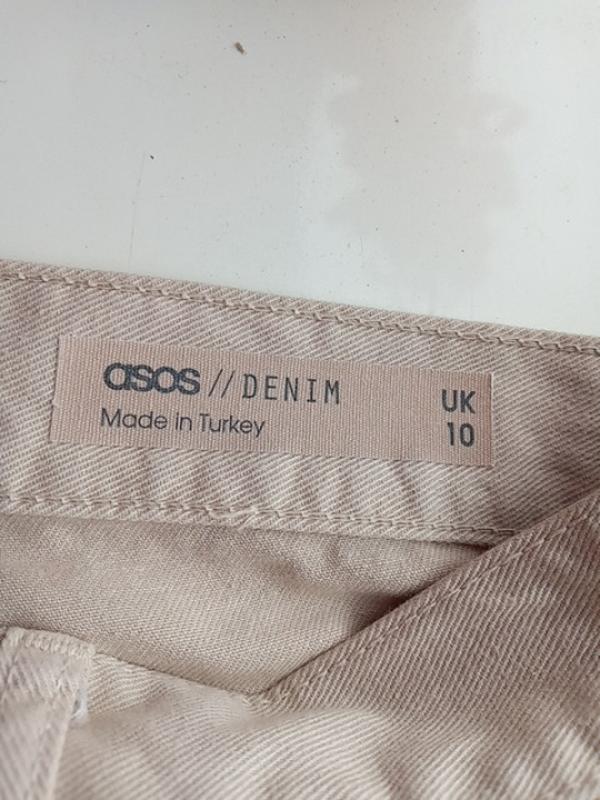 asos // DENIM
Made in Turkey
UK
10